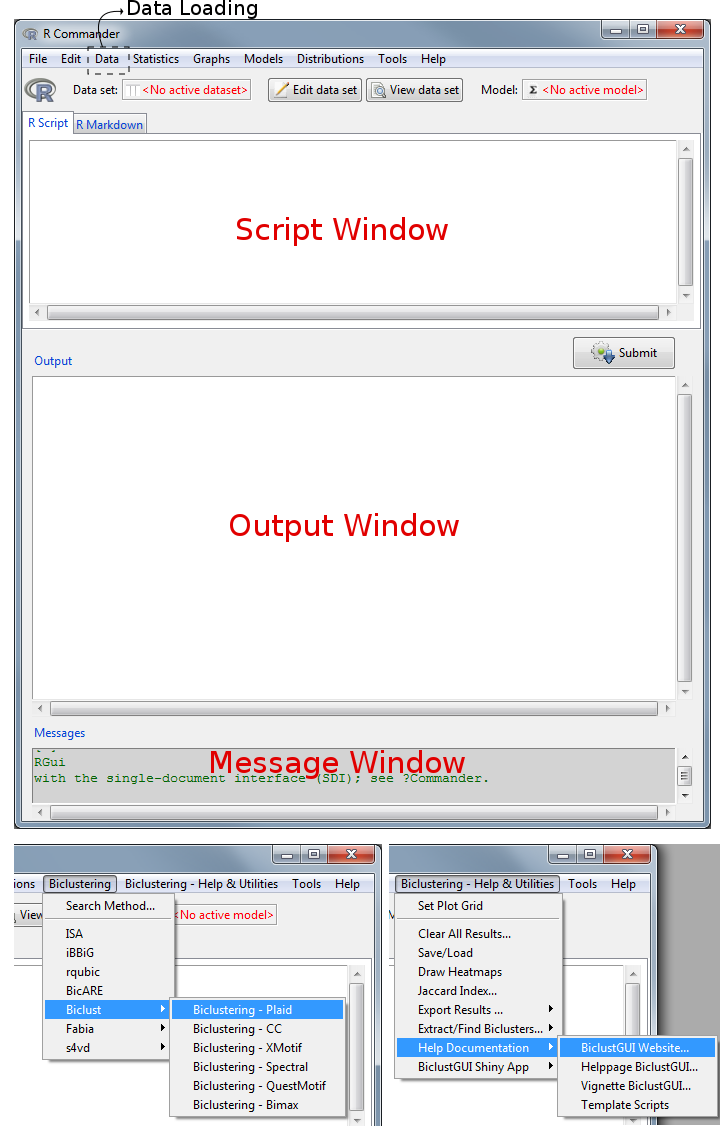 Data Loading
R Commander
File Edit Data Statistics Graphs Models Distributions Tools Help
R Data set: <No active dataset> Edit data set View data set Model: Σ <No active model>
R Script R Markdown
Script Window
Submit
Output
Output Window
Messages
RGui
Message Window
with the single-document interface (SDI); see ?Commander.
ions Biclustering Biclustering - Help & Utilities Tools Help
Search Method...
View <No active model>
ISA
iBBiG
rqubic
BicARE
Biclust
Fabia
s4vd
Biclustering - Plaid
Biclustering - CC
Biclustering - XMotif
Biclustering - Spectral
Biclustering - QuestMotif
Biclustering - Bimax
Biclustering - Help & Utilities Tools Help
Set Plot Grid
Clear All Results...
Save/Load
Draw Heatmaps
Jaccard Index...
Export Results ...
Extract/Find Biclusters...
Help Documentation
BiclustGUI Shiny App
BiclustGUI Website...
Helppage BiclustGUI...
Vignette BiclustGUI...
Template Scripts